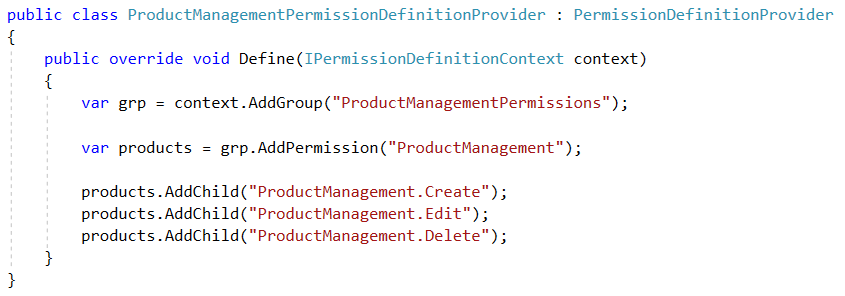 public class ProductManagementPermissionDefinitionProvider : PermissionDefinitionProvider
{
    public override void Define(IPermissionDefinitionContext context)
    {
        var grp = context.AddGroup("ProductManagementPermissions");

        var products = grp.AddPermission("ProductManagement");

        products.AddChild("ProductManagement.Create");
        products.AddChild("ProductManagement.Edit");
        products.AddChild("ProductManagement.Delete");
    }
}